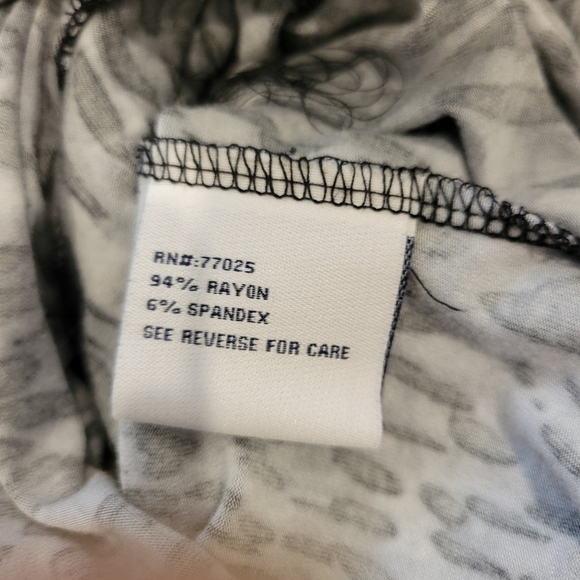 RN#:77025
94% RAYON
6% SPANDEX
SEE REVERSE FOR CARE